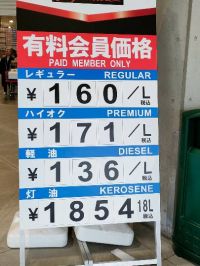 有料会員価格
PAID MEMBER ONLY
レギュラー REGULAR
¥160/L 税込
ハイオク PREMIUM
¥171/L 税込
軽油 DIESEL
¥136/L 税込
灯油 KEROSENE
¥1854 18L 税込